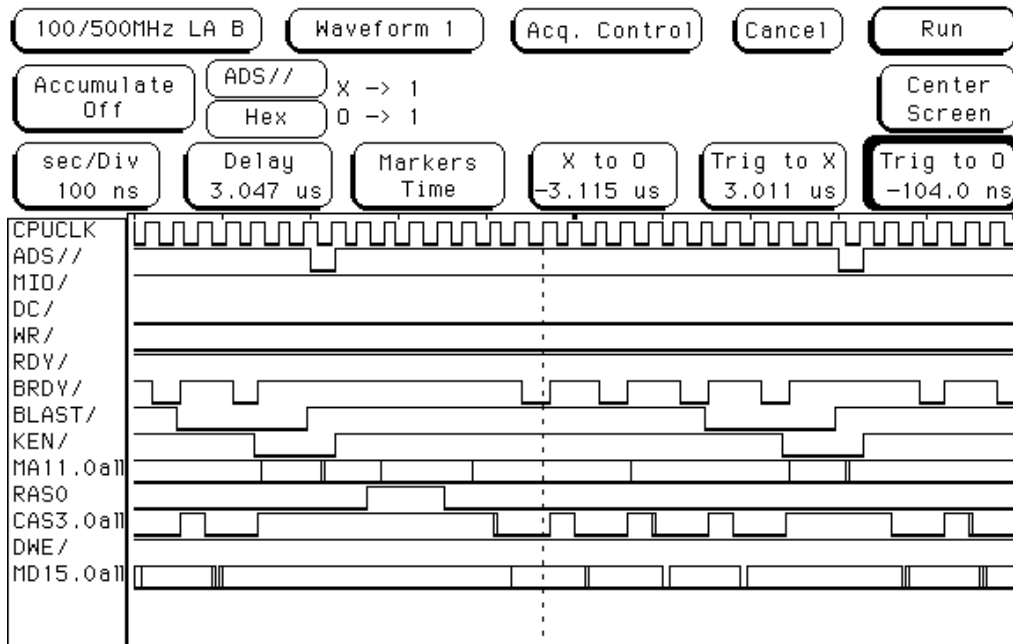 100/500MHz LA B Waveform 1 Acq. Control Cancel Run
Accumulate Off
ADS// X -> 1
Hex O -> 1
Center Screen
sec/Div 100 ns
Delay 3.047 us
Markers Time
X to O -3.115 us
Trig to X 3.011 us
Trig to O -104.0 ns
CPUCLK
ADS//
MIO/
DC/
WR/
RDY/
BRDY/
BLAST/
KEN/
MA11.0all
RASO
CAS3.0all
DWE/
MD15.0all